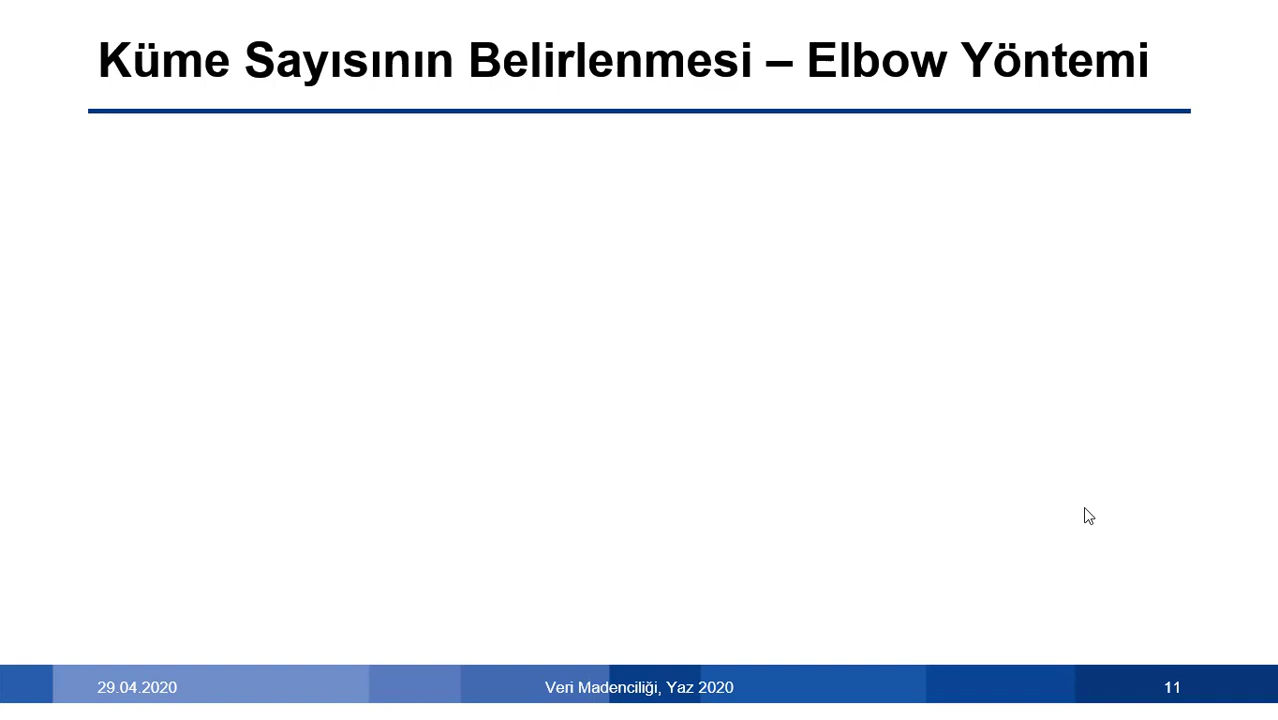 Küme Sayısının Belirlenmesi – Elbow Yöntemi
29.04.2020
Veri Madenciliği, Yaz 2020
11